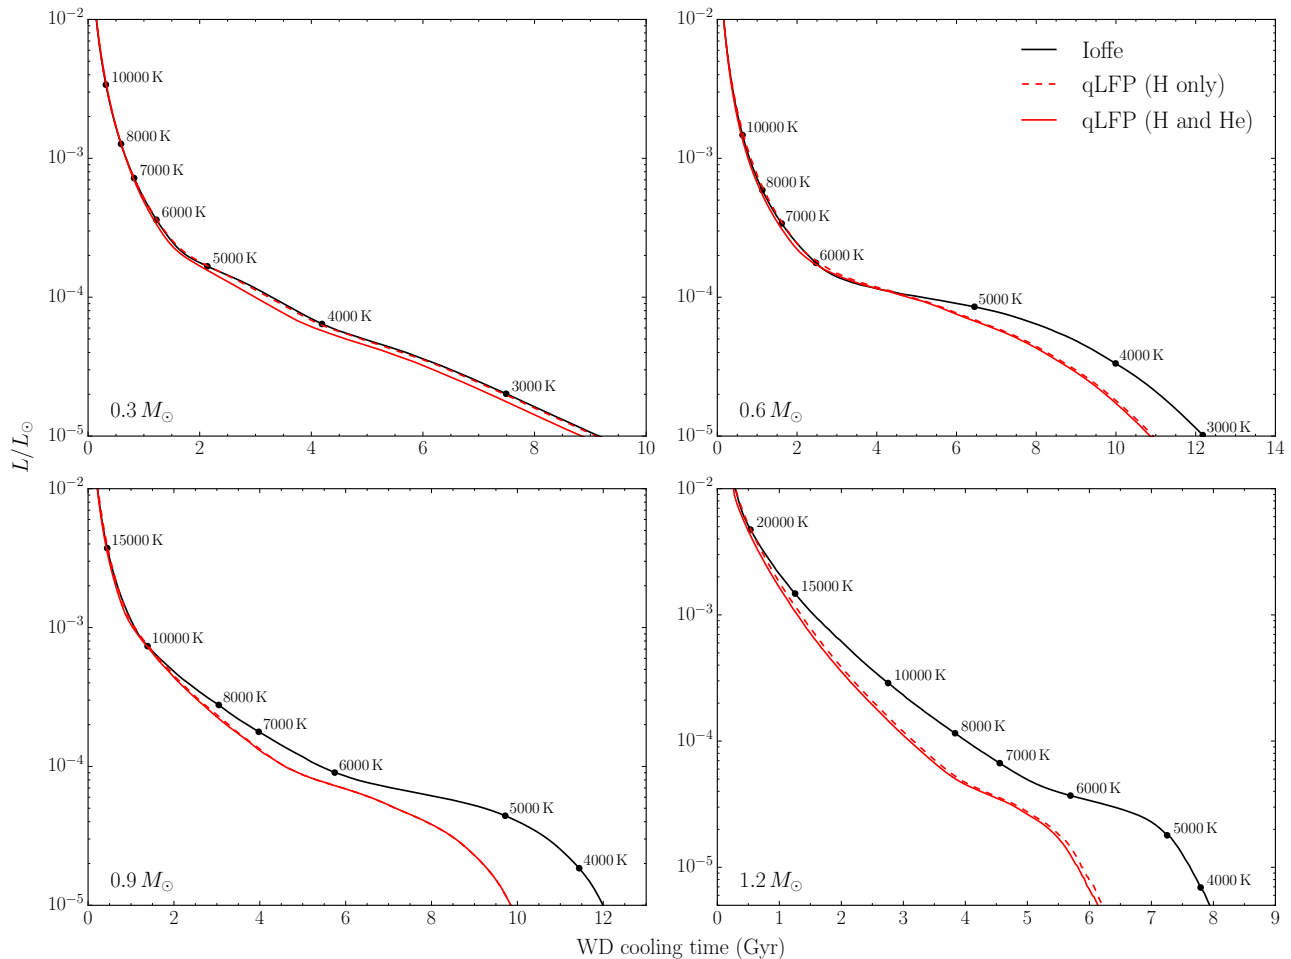 10⁻²
10⁻³
10⁻⁴
10⁻⁵
0 2 4 6 8 10
10000 K
8000 K
7000 K
6000 K
5000 K
4000 K
3000 K
0.3 M⊙
10⁻²
10⁻³
10⁻⁴
10⁻⁵
0 2 4 6 8 10 12 14
Ioffe
qLFP (H only)
qLFP (H and He)
10000 K
8000 K
7000 K
6000 K
5000 K
4000 K
3000 K
0.6 M⊙
L/L⊙
10⁻²
10⁻³
10⁻⁴
10⁻⁵
0 2 4 6 8 10 12
15000 K
10000 K
8000 K
7000 K
6000 K
5000 K
4000 K
0.9 M⊙
10⁻²
10⁻³
10⁻⁴
10⁻⁵
0 1 2 3 4 5 6 7 8 9
20000 K
15000 K
10000 K
8000 K
7000 K
6000 K
5000 K
4000 K
1.2 M⊙
WD cooling time (Gyr)